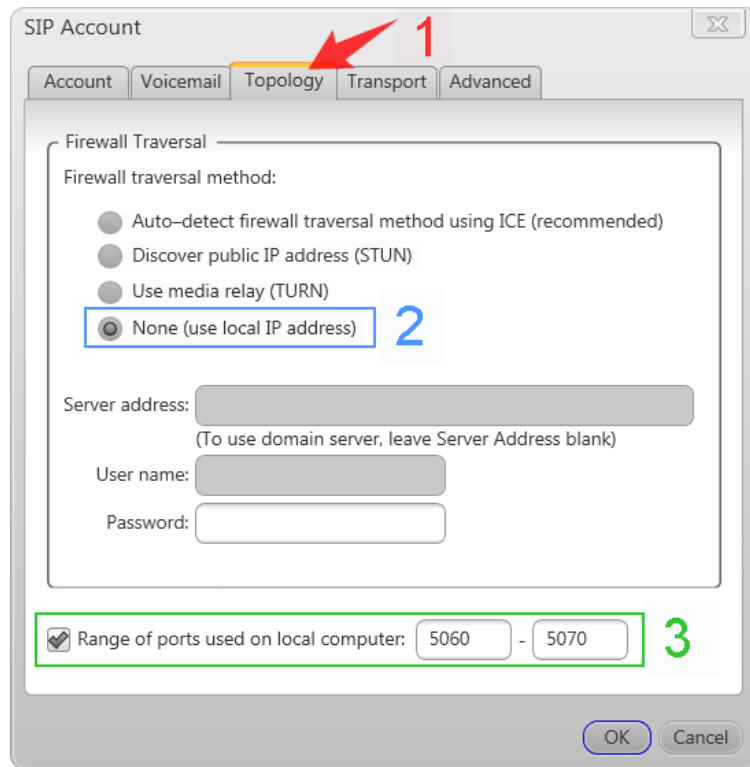 SIP Account
1
Account Voicemail Topology Transport Advanced
Firewall Traversal
Firewall traversal method:
Auto–detect firewall traversal method using ICE (recommended)
Discover public IP address (STUN)
Use media relay (TURN)
None (use local IP address)
2
Server address:
(To use domain server, leave Server Address blank)
User name:
Password:
Range of ports used on local computer: 5060 - 5070
3
OK Cancel